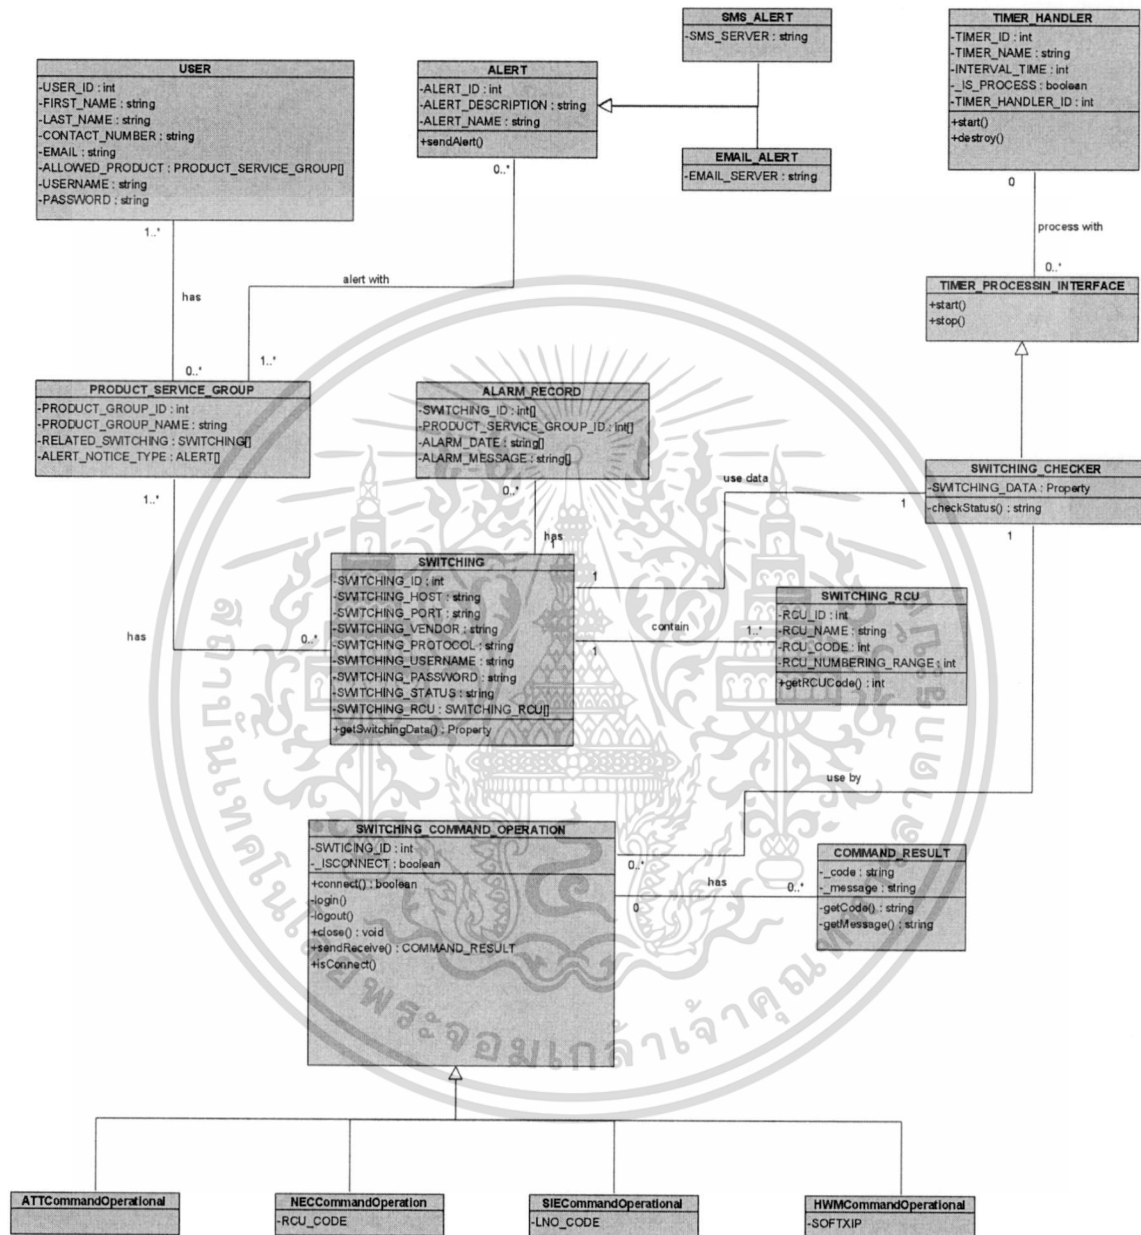 SMS_ALERT
-SMS_SERVER : string
TIMER_HANDLER
-TIMER_ID : int
-TIMER_NAME : string
-INTERVAL_TIME : int
-_IS_PROCESS : boolean
-TIMER_HANDLER_ID : int
+start()
+destroy()
USER
-USER_ID : int
-FIRST_NAME : string
-LAST_NAME : string
-CONTACT_NUMBER : string
-EMAIL : string
-ALLOWED_PRODUCT : PRODUCT_SERVICE_GROUP[]
-USERNAME : string
-PASSWORD : string
ALERT
-ALERT_ID : int
-ALERT_DESCRIPTION : string
-ALERT_NAME : string
+sendAlert()
EMAIL_ALERT
-EMAIL_SERVER : string
0..*
0
1..*
process with
alert with
has
0..*
TIMER_PROCESSIN_INTERFACE
+start()
+stop()
0..*
1..*
PRODUCT_SERVICE_GROUP
-PRODUCT_GROUP_ID : int
-PRODUCT_GROUP_NAME : string
-RELATED_SWITCHING : SWITCHING[]
-ALERT_NOTICE_TYPE : ALERT[]
ALARM_RECORD
-SWITCHING_ID : int[]
-PRODUCT_SERVICE_GROUP_ID : int[]
-ALARM_DATE : string[]
-ALARM_MESSAGE : string[]
SWITCHING_CHECKER
-SWITCHING_DATA : Property
-checkStatus() : string
1..*
0..*
use data
1
1
has
1
SWITCHING
-SWITCHING_ID : int
-SWITCHING_HOST : string
-SWITCHING_PORT : string
-SWITCHING_VENDOR : string
-SWITCHING_PROTOCOL : string
-SWITCHING_USERNAME : string
-SWITCHING_PASSWORD : string
-SWITCHING_STATUS : string
-SWITCHING_RCU : SWITCHING_RCU[]
+getSwitchingData() : Property
1
SWITCHING_RCU
-RCU_ID : int
-RCU_NAME : string
-RCU_CODE : int
-RCU_NUMBERING_RANGE : int
+getRCUCode() : int
has
0..*
contain
1..*
1
use by
SWITCHING_COMMAND_OPERATION
-SWTICING_ID : int
-_ISCONNECT : boolean
+connect() : boolean
-login()
-logout()
+close() : void
+sendReceive() : COMMAND_RESULT
+isConnect()
0..*
has
0
0..*
COMMAND_RESULT
-_code : string
-_message : string
-getCode() : string
-getMessage() : string
ATTCommandOperational
NECCommandOperation
-RCU_CODE
SIECommandOperational
-LNO_CODE
HWMCommandOperational
-SOFTXIP